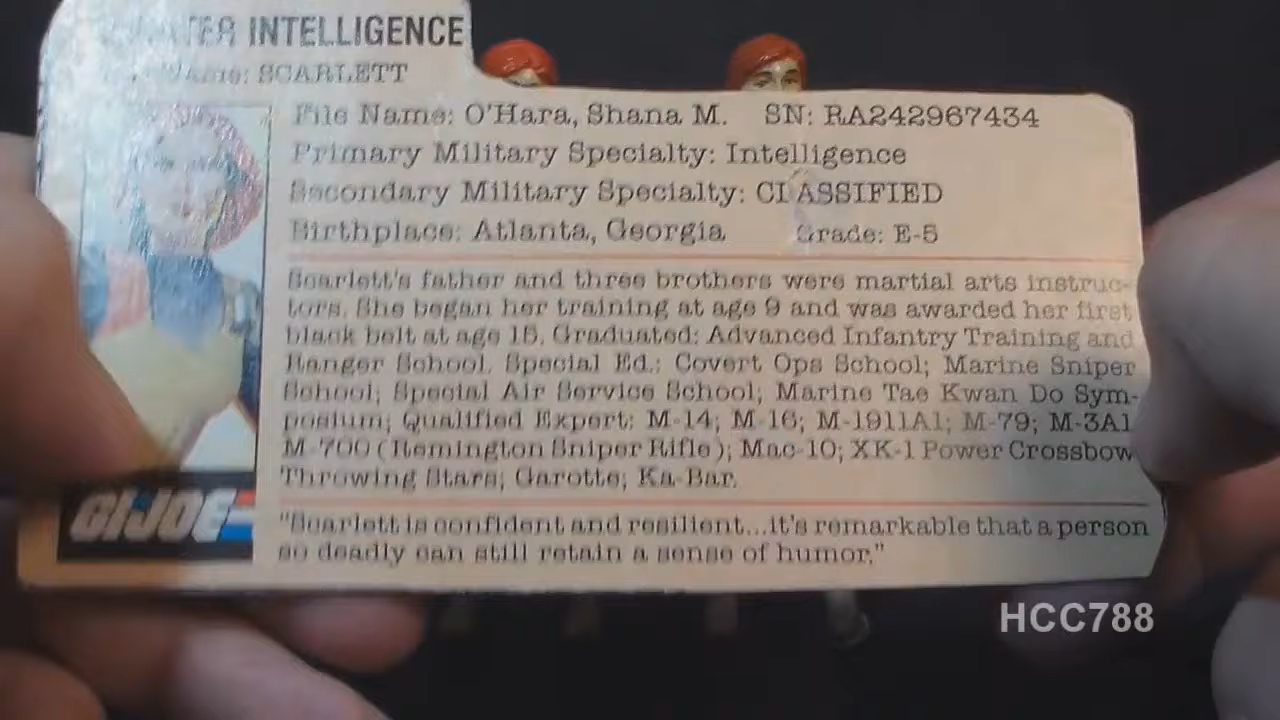 INTELLIGENCE
Name: SCARLETT
File Name: O'Hara, Shana M. SN: RA242967434
Primary Military Specialty: Intelligence
Secondary Military Specialty: CLASSIFIED
Birthplace: Atlanta, Georgia Grade: E-5
Scarlett's father and three brothers were martial arts instruc-
tors. She began her training at age 9 and was awarded her first
black belt at age 15. Graduated: Advanced Infantry Training and
Ranger School. Special Ed.: Covert Ops School; Marine Sniper
School; Special Air Service School; Marine Tae Kwan Do Sym-
posium; Qualified Expert: M-14; M-16; M-1911A1; M-79; M-3A1
M-700 (Remington Sniper Rifle); Mac-10; XK-1 Power Crossbow
Throwing Stars; Garotte; Ka-Bar.
"Scarlett is confident and resilient...it's remarkable that a person
so deadly can still retain a sense of humor."
GI JOE
HCC788